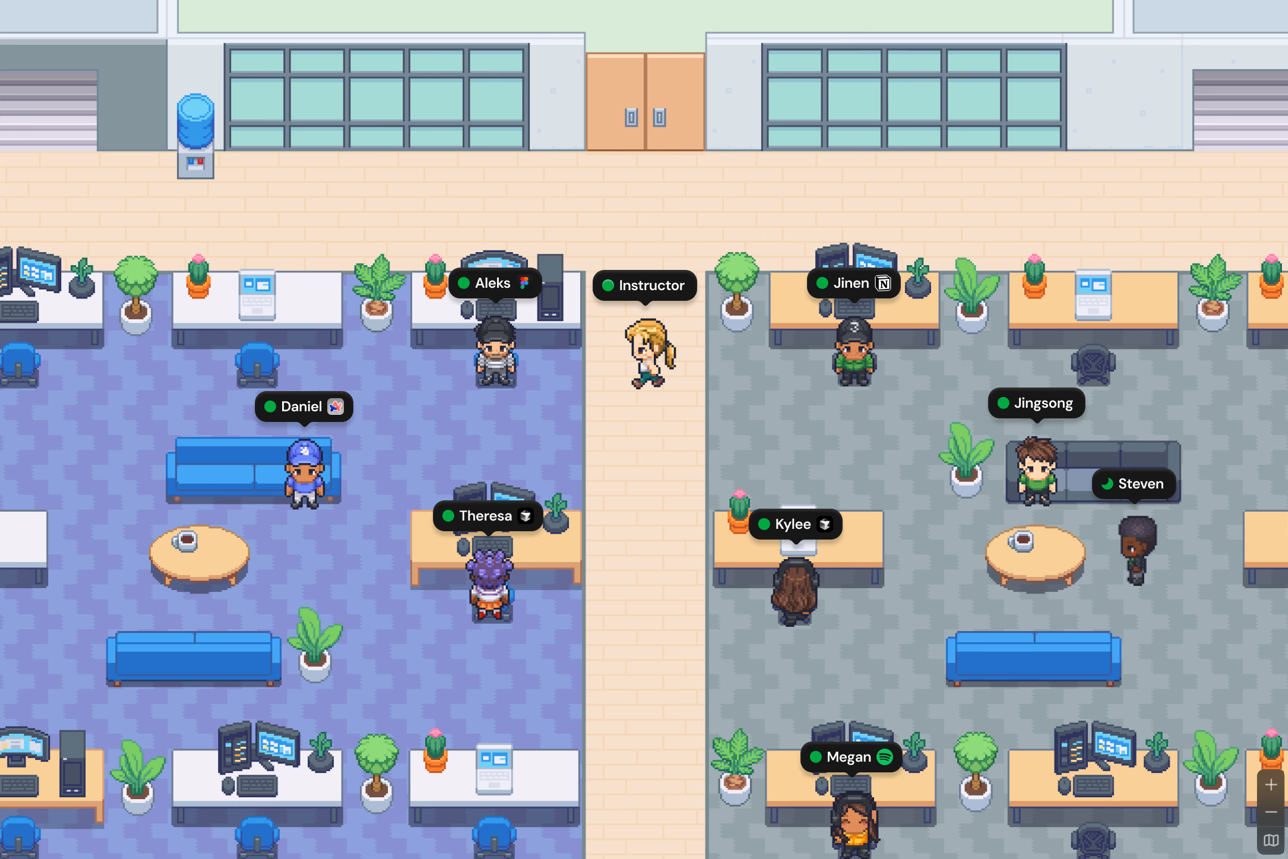 Aleks
Instructor
Jinen
Daniel
Jingsong
Steven
Theresa
Kylee
Megan